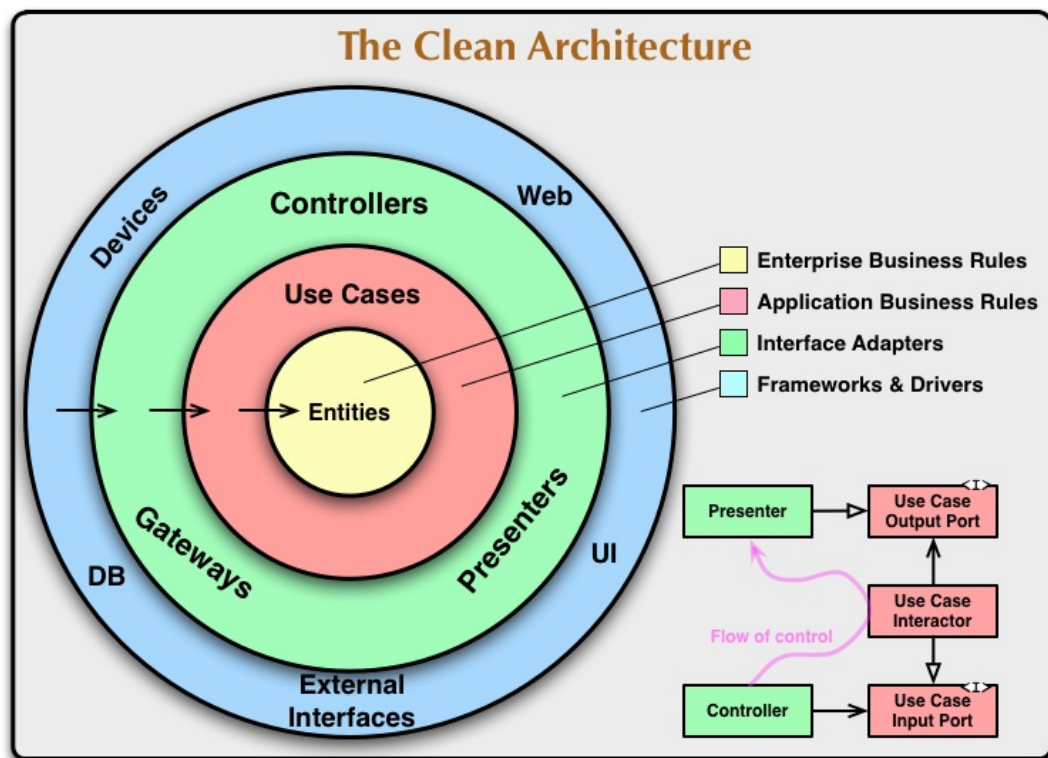 The Clean Architecture
Devices
Controllers
Web
Use Cases
Entities
Gateways
Presenters
DB
UI
External
Interfaces
Enterprise Business Rules
Application Business Rules
Interface Adapters
Frameworks & Drivers
Presenter
<I>
Use Case
Output Port
Flow of control
Use Case
Interactor
Controller
<I>
Use Case
Input Port